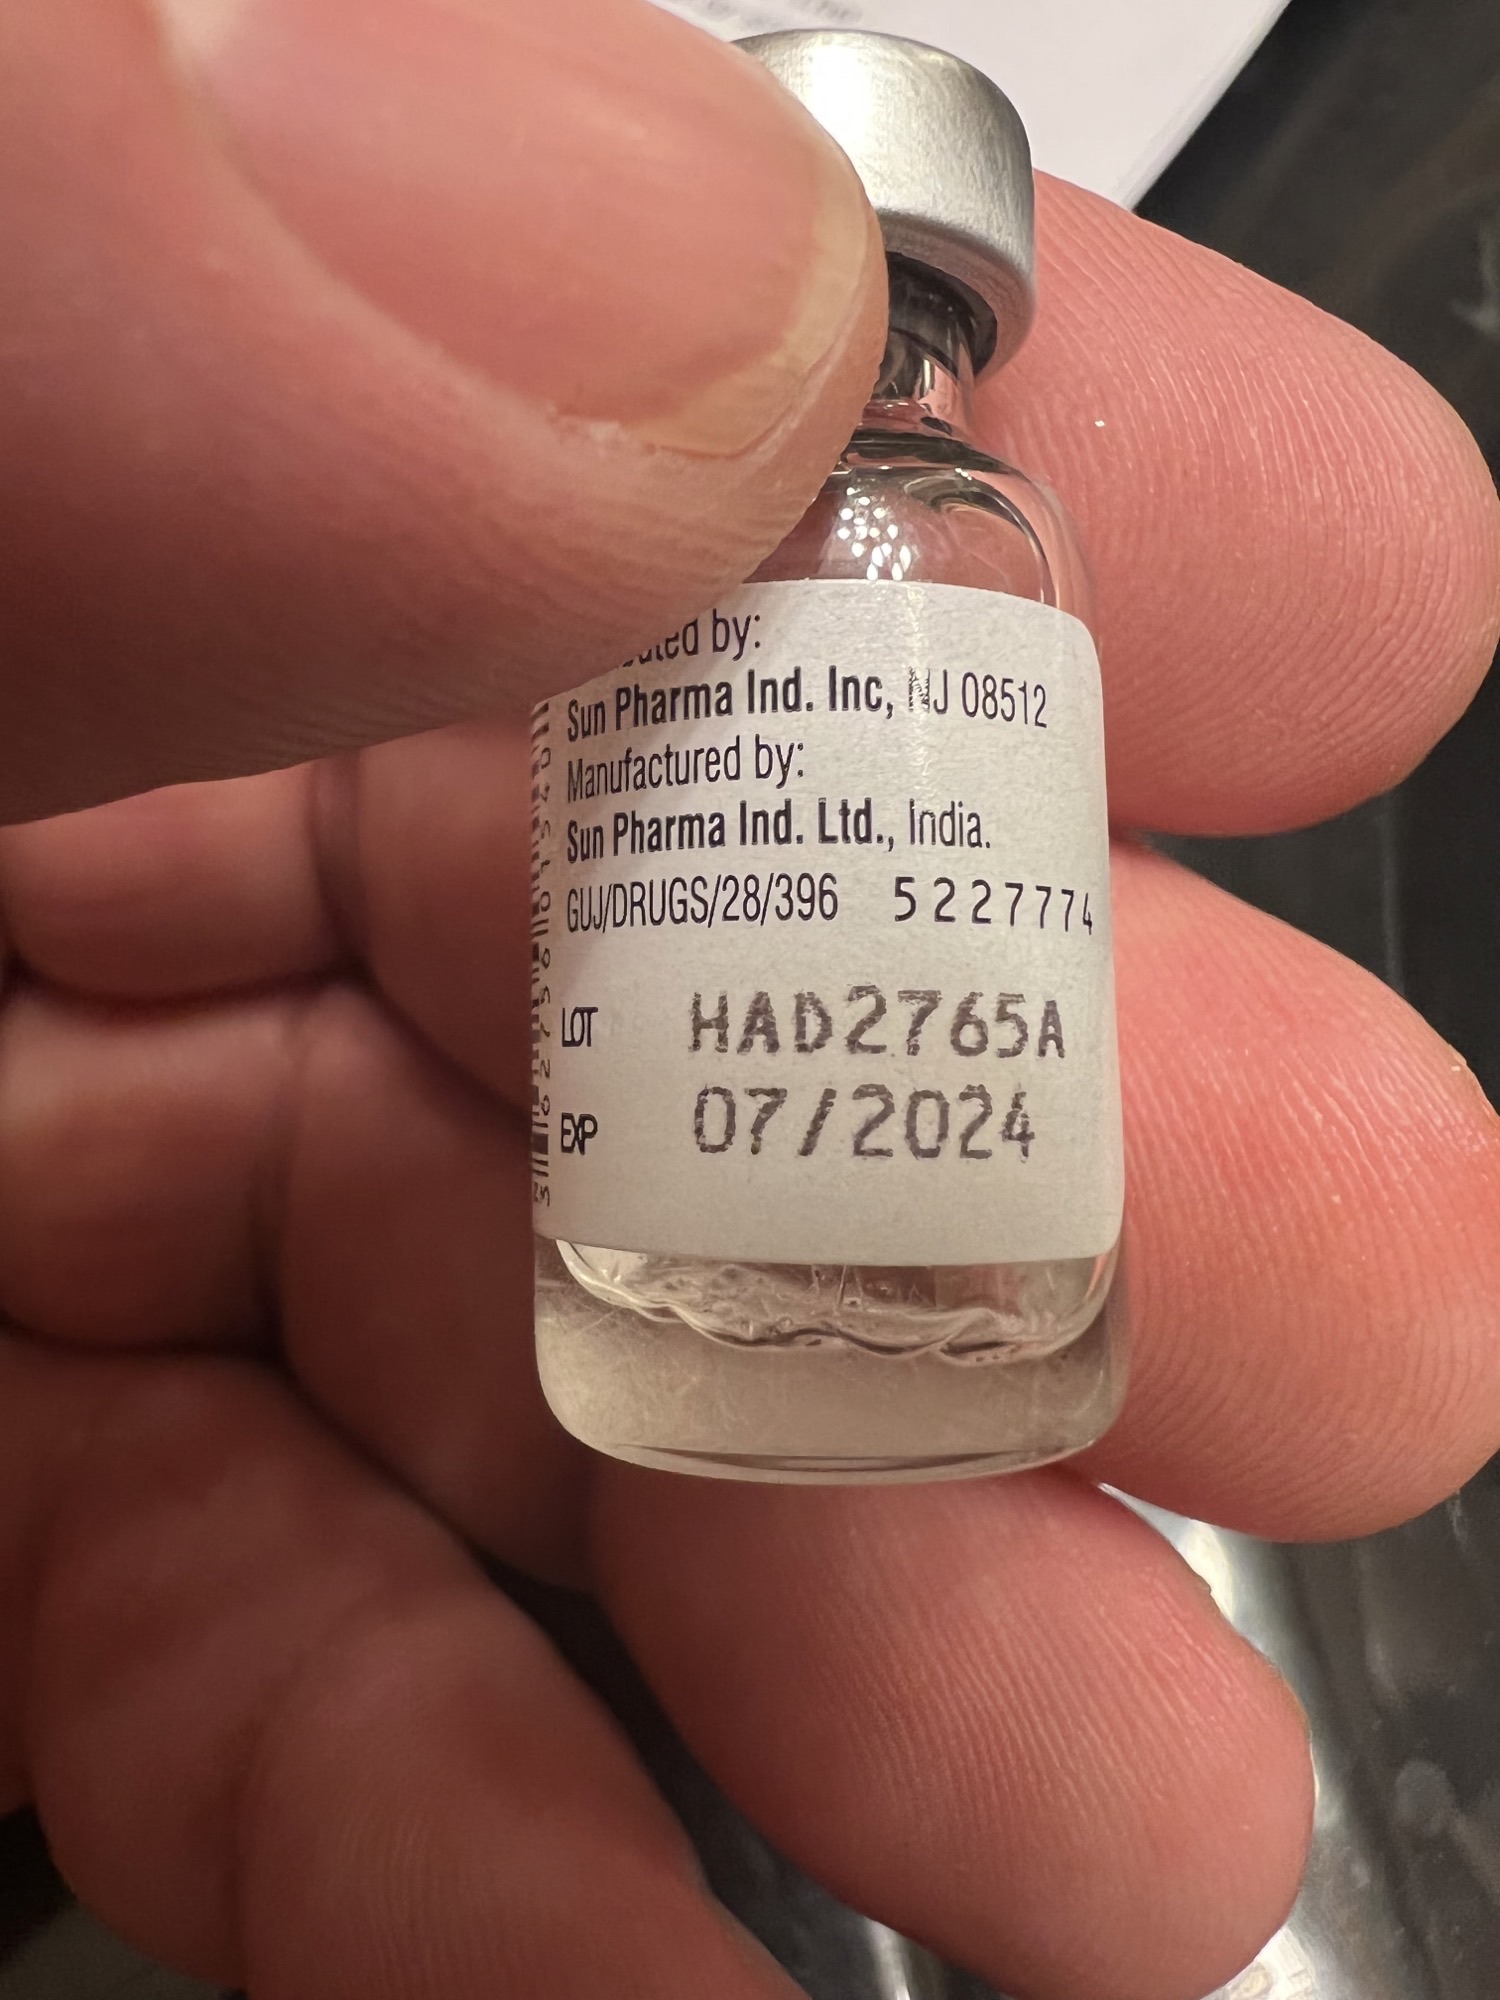 by:
Sun Pharma Ind. Inc, NJ 08512
Manufactured by:
Sun Pharma Ind. Ltd., India.
GUJ/DRUGS/28/396 5227774
LOT HAD2765A
EXP 07/2024